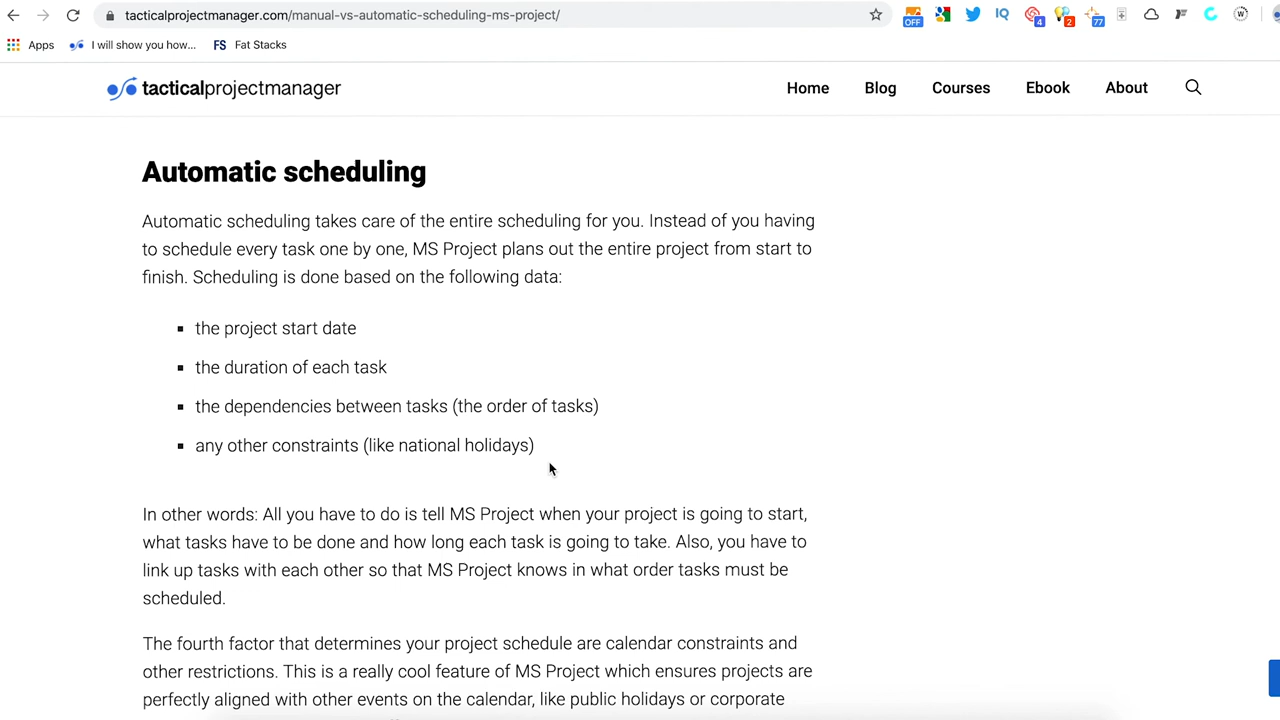 tacticalprojectmanager.com/manual-vs-automatic-scheduling-ms-project/
OFF
IQ
4
2
77
W
Apps
I will show you how...
FS Fat Stacks
tacticalprojectmanager
Home Blog Courses Ebook About
Automatic scheduling
Automatic scheduling takes care of the entire scheduling for you. Instead of you having
to schedule every task one by one, MS Project plans out the entire project from start to
finish. Scheduling is done based on the following data:
▪ the project start date
▪ the duration of each task
▪ the dependencies between tasks (the order of tasks)
▪ any other constraints (like national holidays)
In other words: All you have to do is tell MS Project when your project is going to start,
what tasks have to be done and how long each task is going to take. Also, you have to
link up tasks with each other so that MS Project knows in what order tasks must be
scheduled.
The fourth factor that determines your project schedule are calendar constraints and
other restrictions. This is a really cool feature of MS Project which ensures projects are
perfectly aligned with other events on the calendar, like public holidays or corporate